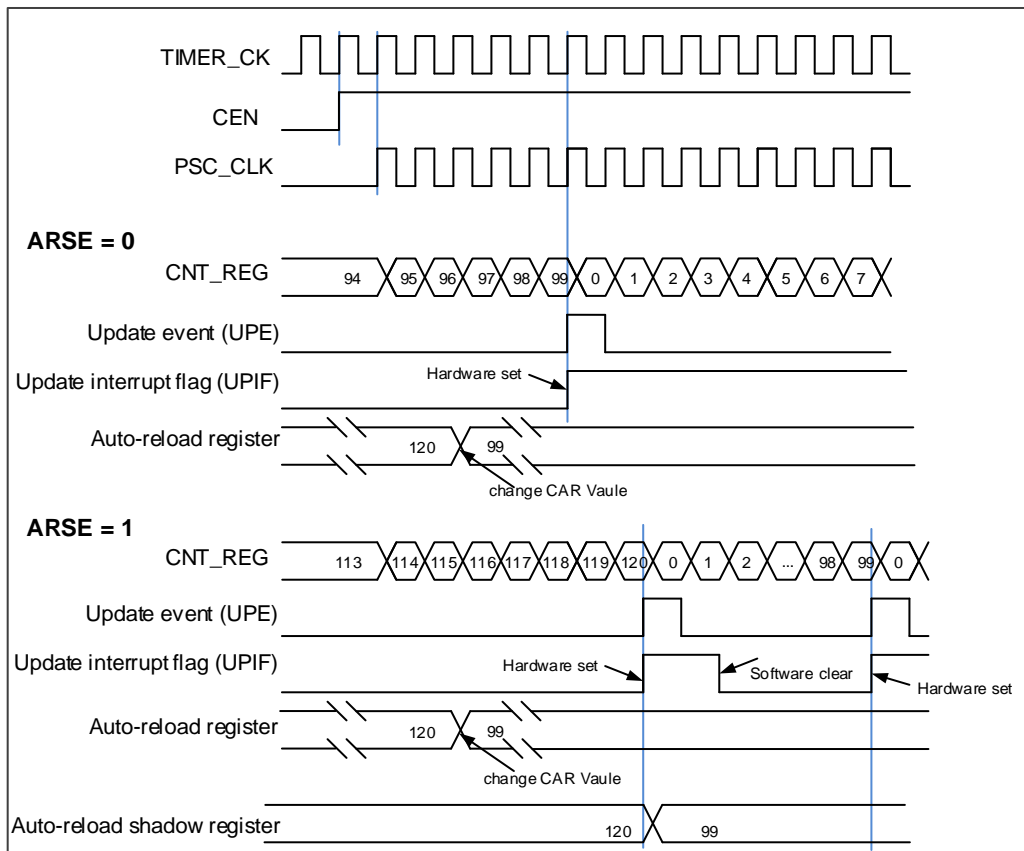 TIMER_CK
CEN
PSC_CLK
ARSE = 0
CNT_REG 94 95 96 97 98 99 0 1 2 3 4 5 6 7
Update event (UPE)
Update interrupt flag (UPIF) Hardware set
Auto-reload register 120 99
change CAR Vaule
ARSE = 1
CNT_REG 113 114 115 116 117 118 119 120 0 1 2 ... 98 99 0
Update event (UPE)
Update interrupt flag (UPIF) Hardware set Software clear Hardware set
Auto-reload register 120 99
change CAR Vaule
Auto-reload shadow register 120 99